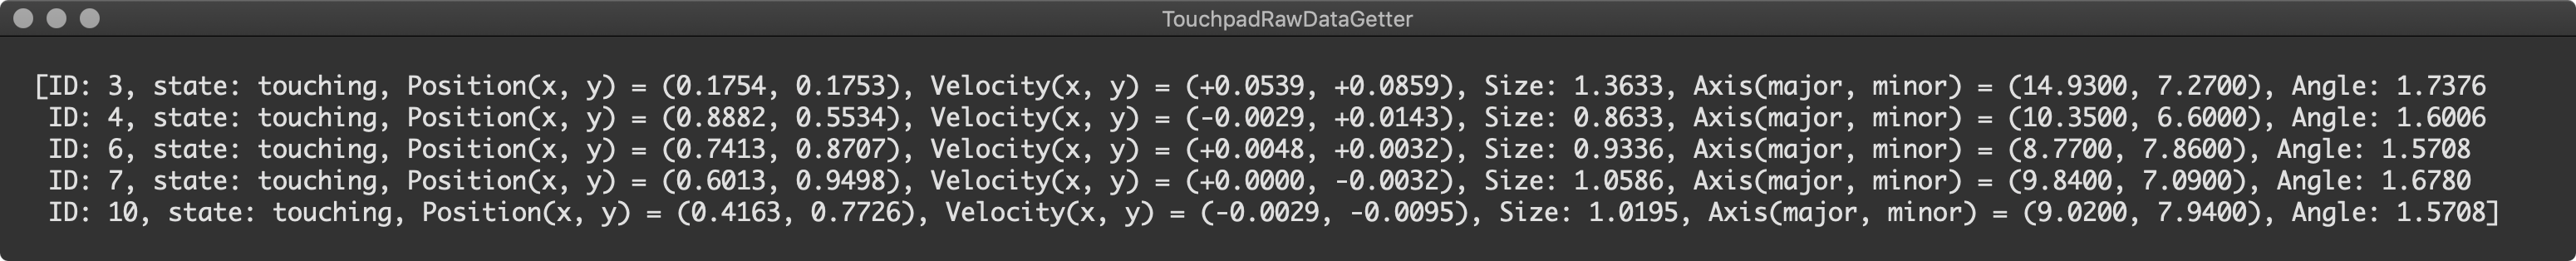 TouchpadRawDataGetter
[ID: 3, state: touching, Position(x, y) = (0.1754, 0.1753), Velocity(x, y) = (+0.0539, +0.0859), Size: 1.3633, Axis(major, minor) = (14.9300, 7.2700), Angle: 1.7376
ID: 4, state: touching, Position(x, y) = (0.8882, 0.5534), Velocity(x, y) = (-0.0029, +0.0143), Size: 0.8633, Axis(major, minor) = (10.3500, 6.6000), Angle: 1.6006
ID: 6, state: touching, Position(x, y) = (0.7413, 0.8707), Velocity(x, y) = (+0.0048, +0.0032), Size: 0.9336, Axis(major, minor) = (8.7700, 7.8600), Angle: 1.5708
ID: 7, state: touching, Position(x, y) = (0.6013, 0.9498), Velocity(x, y) = (+0.0000, -0.0032), Size: 1.0586, Axis(major, minor) = (9.8400, 7.0900), Angle: 1.6780
ID: 10, state: touching, Position(x, y) = (0.4163, 0.7726), Velocity(x, y) = (-0.0029, -0.0095), Size: 1.0195, Axis(major, minor) = (9.0200, 7.9400), Angle: 1.5708]